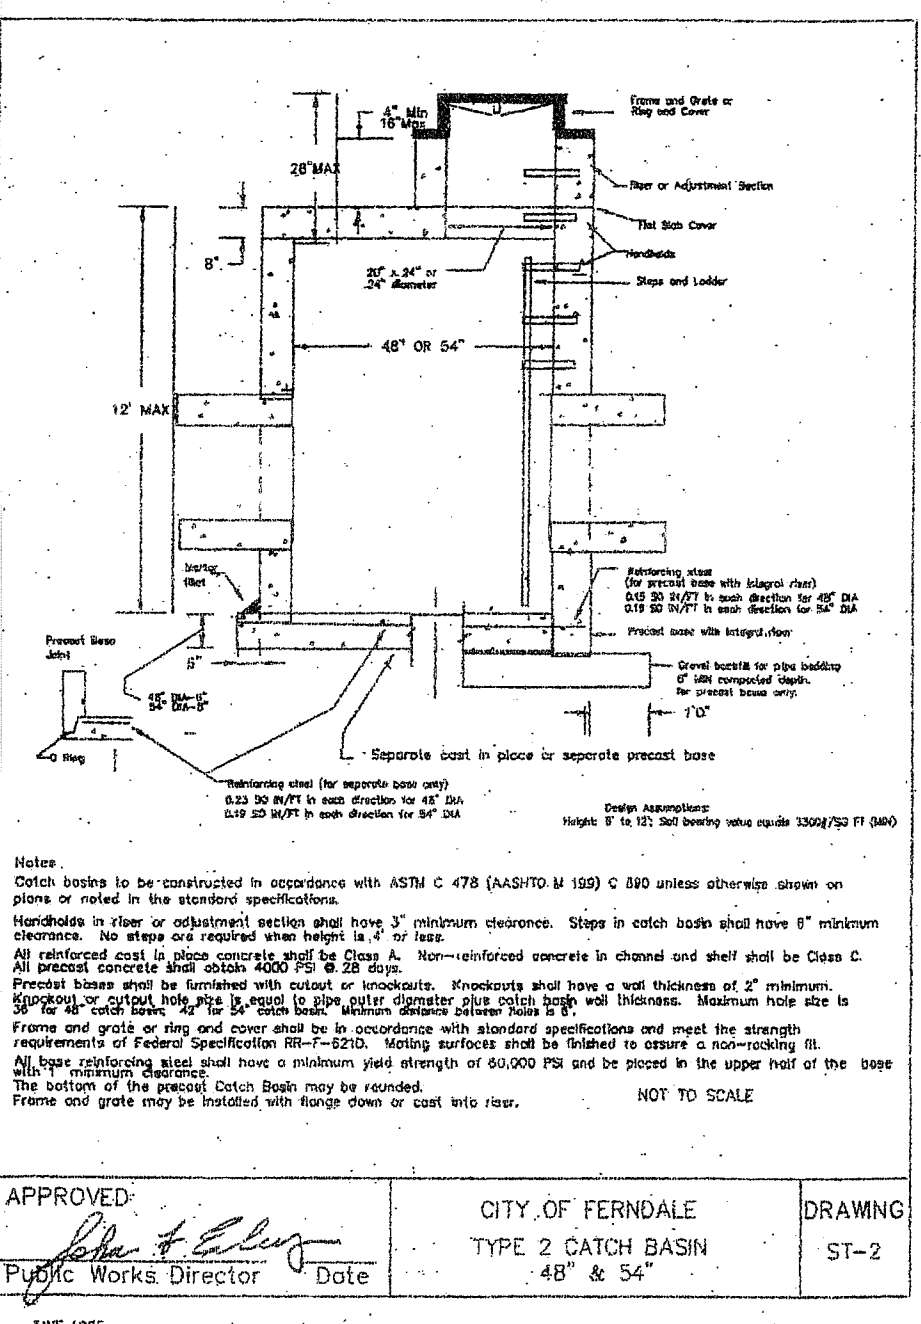 Frame and Grate or
Ring and Cover
4" Min
16" Max
28" MAX
Riser or Adjustment Section
Flat Slab Cover
Handholds
8"
20" x 24" or
24" diameter
Steps and Ladder
48" OR 54"
12' MAX
Mortar
fillet
Reinforcing steel
(for precast base with integral riser)
0.15 SQ IN/FT in each direction for 48" DIA
0.19 SQ IN/FT in each direction for 54" DIA
Precast base with integral riser
Precast Base
Joint
6"
Gravel backfill for pipe bedding
6" MIN compacted depth.
for precast base only.
48" DIA-6"
54" DIA-8"
1'0"
O Ring
Separate cast in place or separate precast base
Reinforcing steel (for separate base only)
0.23 SQ IN/FT in each direction for 48" DIA
0.19 SQ IN/FT in each direction for 54" DIA
Design Assumptions:
Height: 8' to 12'; Soil bearing value equals 3300#/SQ FT (MIN)
Notes
Catch basins to be constructed in accordance with ASTM C 478 (AASHTO M 199) C 890 unless otherwise shown on
plans or noted in the standard specifications.
Handholds in riser or adjustment section shall have 3" minimum clearance. Steps in catch basin shall have 6" minimum
clearance. No steps are required when height is 4' or less.
All reinforced cast in place concrete shall be Class A. Non-reinforced concrete in channel and shelf shall be Class C.
All precast concrete shall obtain 4000 PSI @ 28 days.
Precast bases shall be furnished with cutout or knockouts. Knockouts shall have a wall thickness of 2" minimum.
Knockout or cutout hole size is equal to pipe outer diameter plus catch basin wall thickness. Maximum hole size is
36" for 48" catch basin; 42" for 54" catch basin. Minimum distance between holes is 8".
Frame and grate or ring and cover shall be in accordance with standard specifications and meet the strength
requirements of Federal Specification RR-F-621D. Mating surfaces shall be finished to assure a non-rocking fit.
All base reinforcing steel shall have a minimum yield strength of 60,000 PSI and be placed in the upper half of the base
with 1" minimum clearance.
The bottom of the precast Catch Basin may be rounded.
Frame and grate may be installed with flange down or cast into riser.
NOT TO SCALE
APPROVED:
Public Works Director Date
CITY OF FERNDALE
TYPE 2 CATCH BASIN
48" & 54"
DRAWING
ST-2